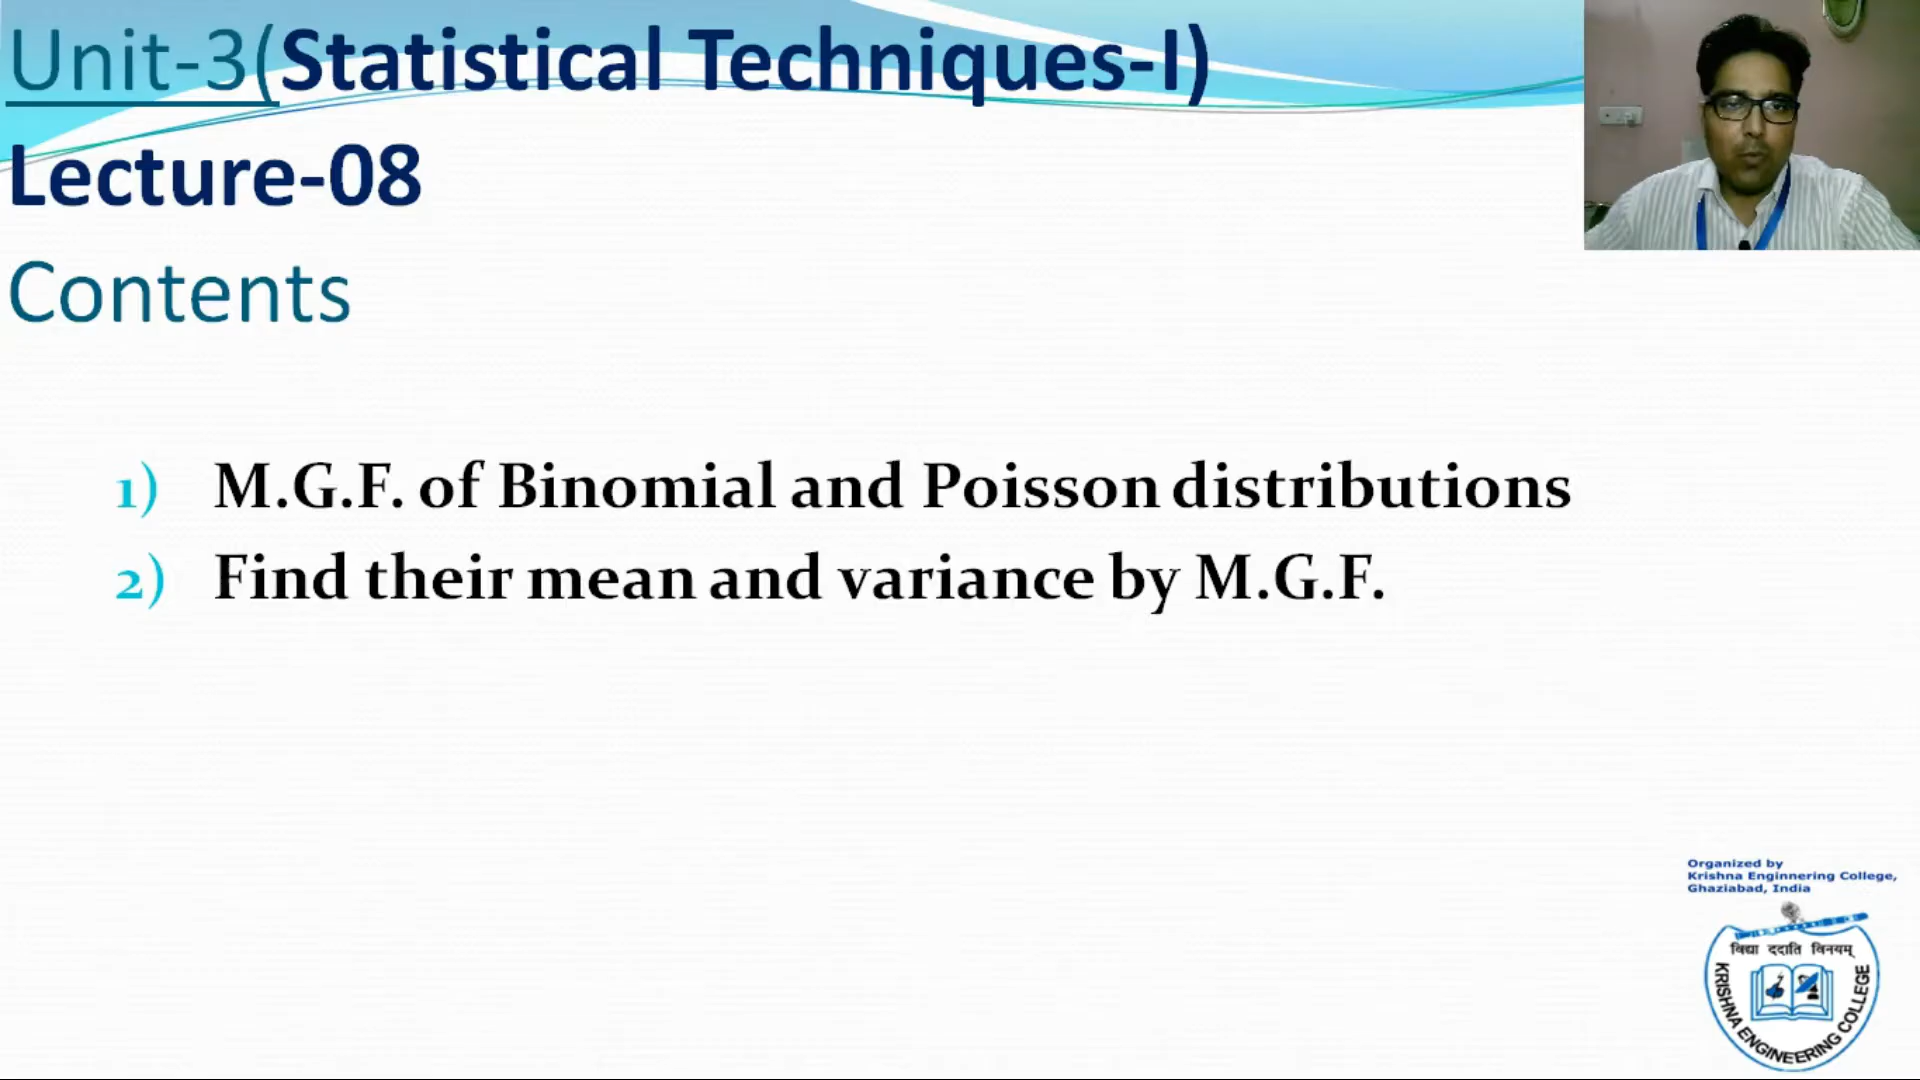 Unit-3(Statistical Techniques-I)
Lecture-08
Contents
1) M.G.F. of Binomial and Poisson distributions
2) Find their mean and variance by M.G.F.
Organized by
Krishna Enginnering College,
Ghaziabad, India
विद्या ददाति विनयम्
KRISHNA ENGINEERING COLLEGE